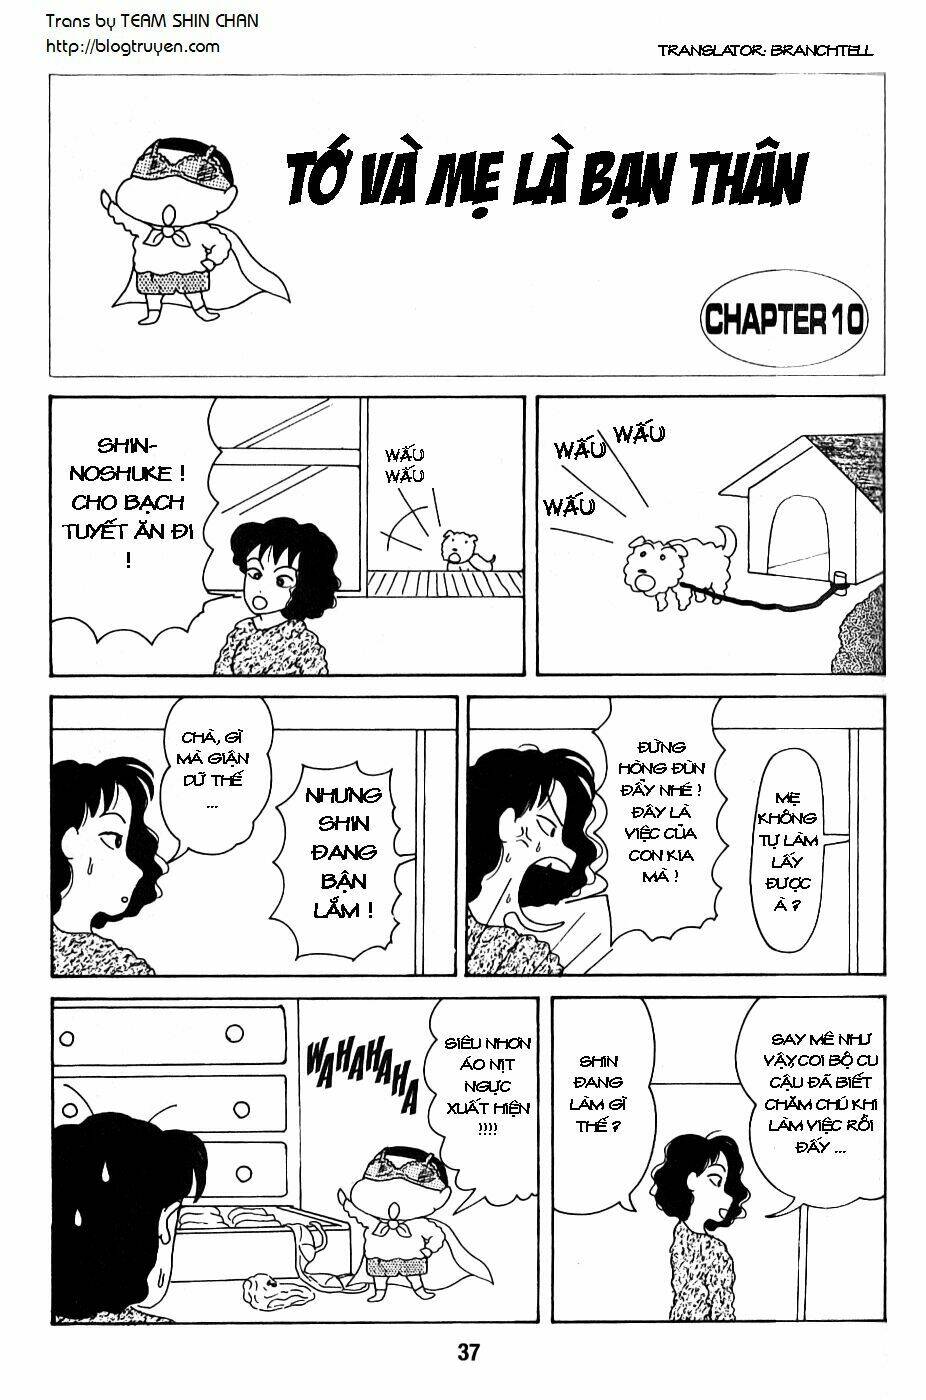 Trans by TEAM SHIN CHAN
http://blogtruyen.com
TRANSLATOR: BRANCHTELL
TỚ VÀ MẸ LÀ BẠN THÂN
CHAPTER 10
WẤU
WẤU
WẤU
SHIN-
NOSHUKE !
CHO BẠCH
TUYẾT ĂN ĐI
!
WẤU
WẤU
MẸ
KHÔNG
TỰ LÀM
LẤY
ĐƯỢC
À ?
ĐỪNG
HÒNG ĐÙN
ĐẨY NHÉ !
ĐÂY LÀ
VIỆC CỦA
CON KIA
MÀ !
NHƯNG
SHIN
ĐANG
BẬN
LẮM !
CHÀ, GÌ
MÀ GIẬN
DỮ THẾ
...
SAY MÊ NHƯ
VẬY,COI BỘ CU
CẬU ĐÃ BIẾT
CHĂM CHÚ KHI
LÀM VIỆC RỒI
ĐẤY ...
SHIN
ĐANG
LÀM GÌ
THẾ ?
SIÊU NHƠN
ÁO NỊT
NGỰC
XUẤT HIỆN
!!!!
WAHAHAHAHA
37